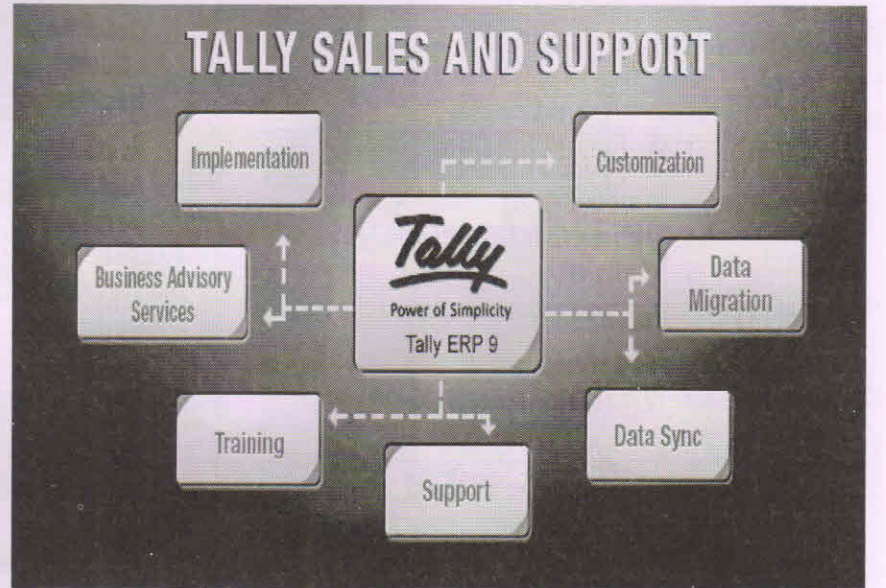 TALLY SALES AND SUPPORT
Implementation
Customization
Tally
Power of Simplicity
Tally ERP 9
Business Advisory
Services
Data
Migration
Training
Support
Data Sync